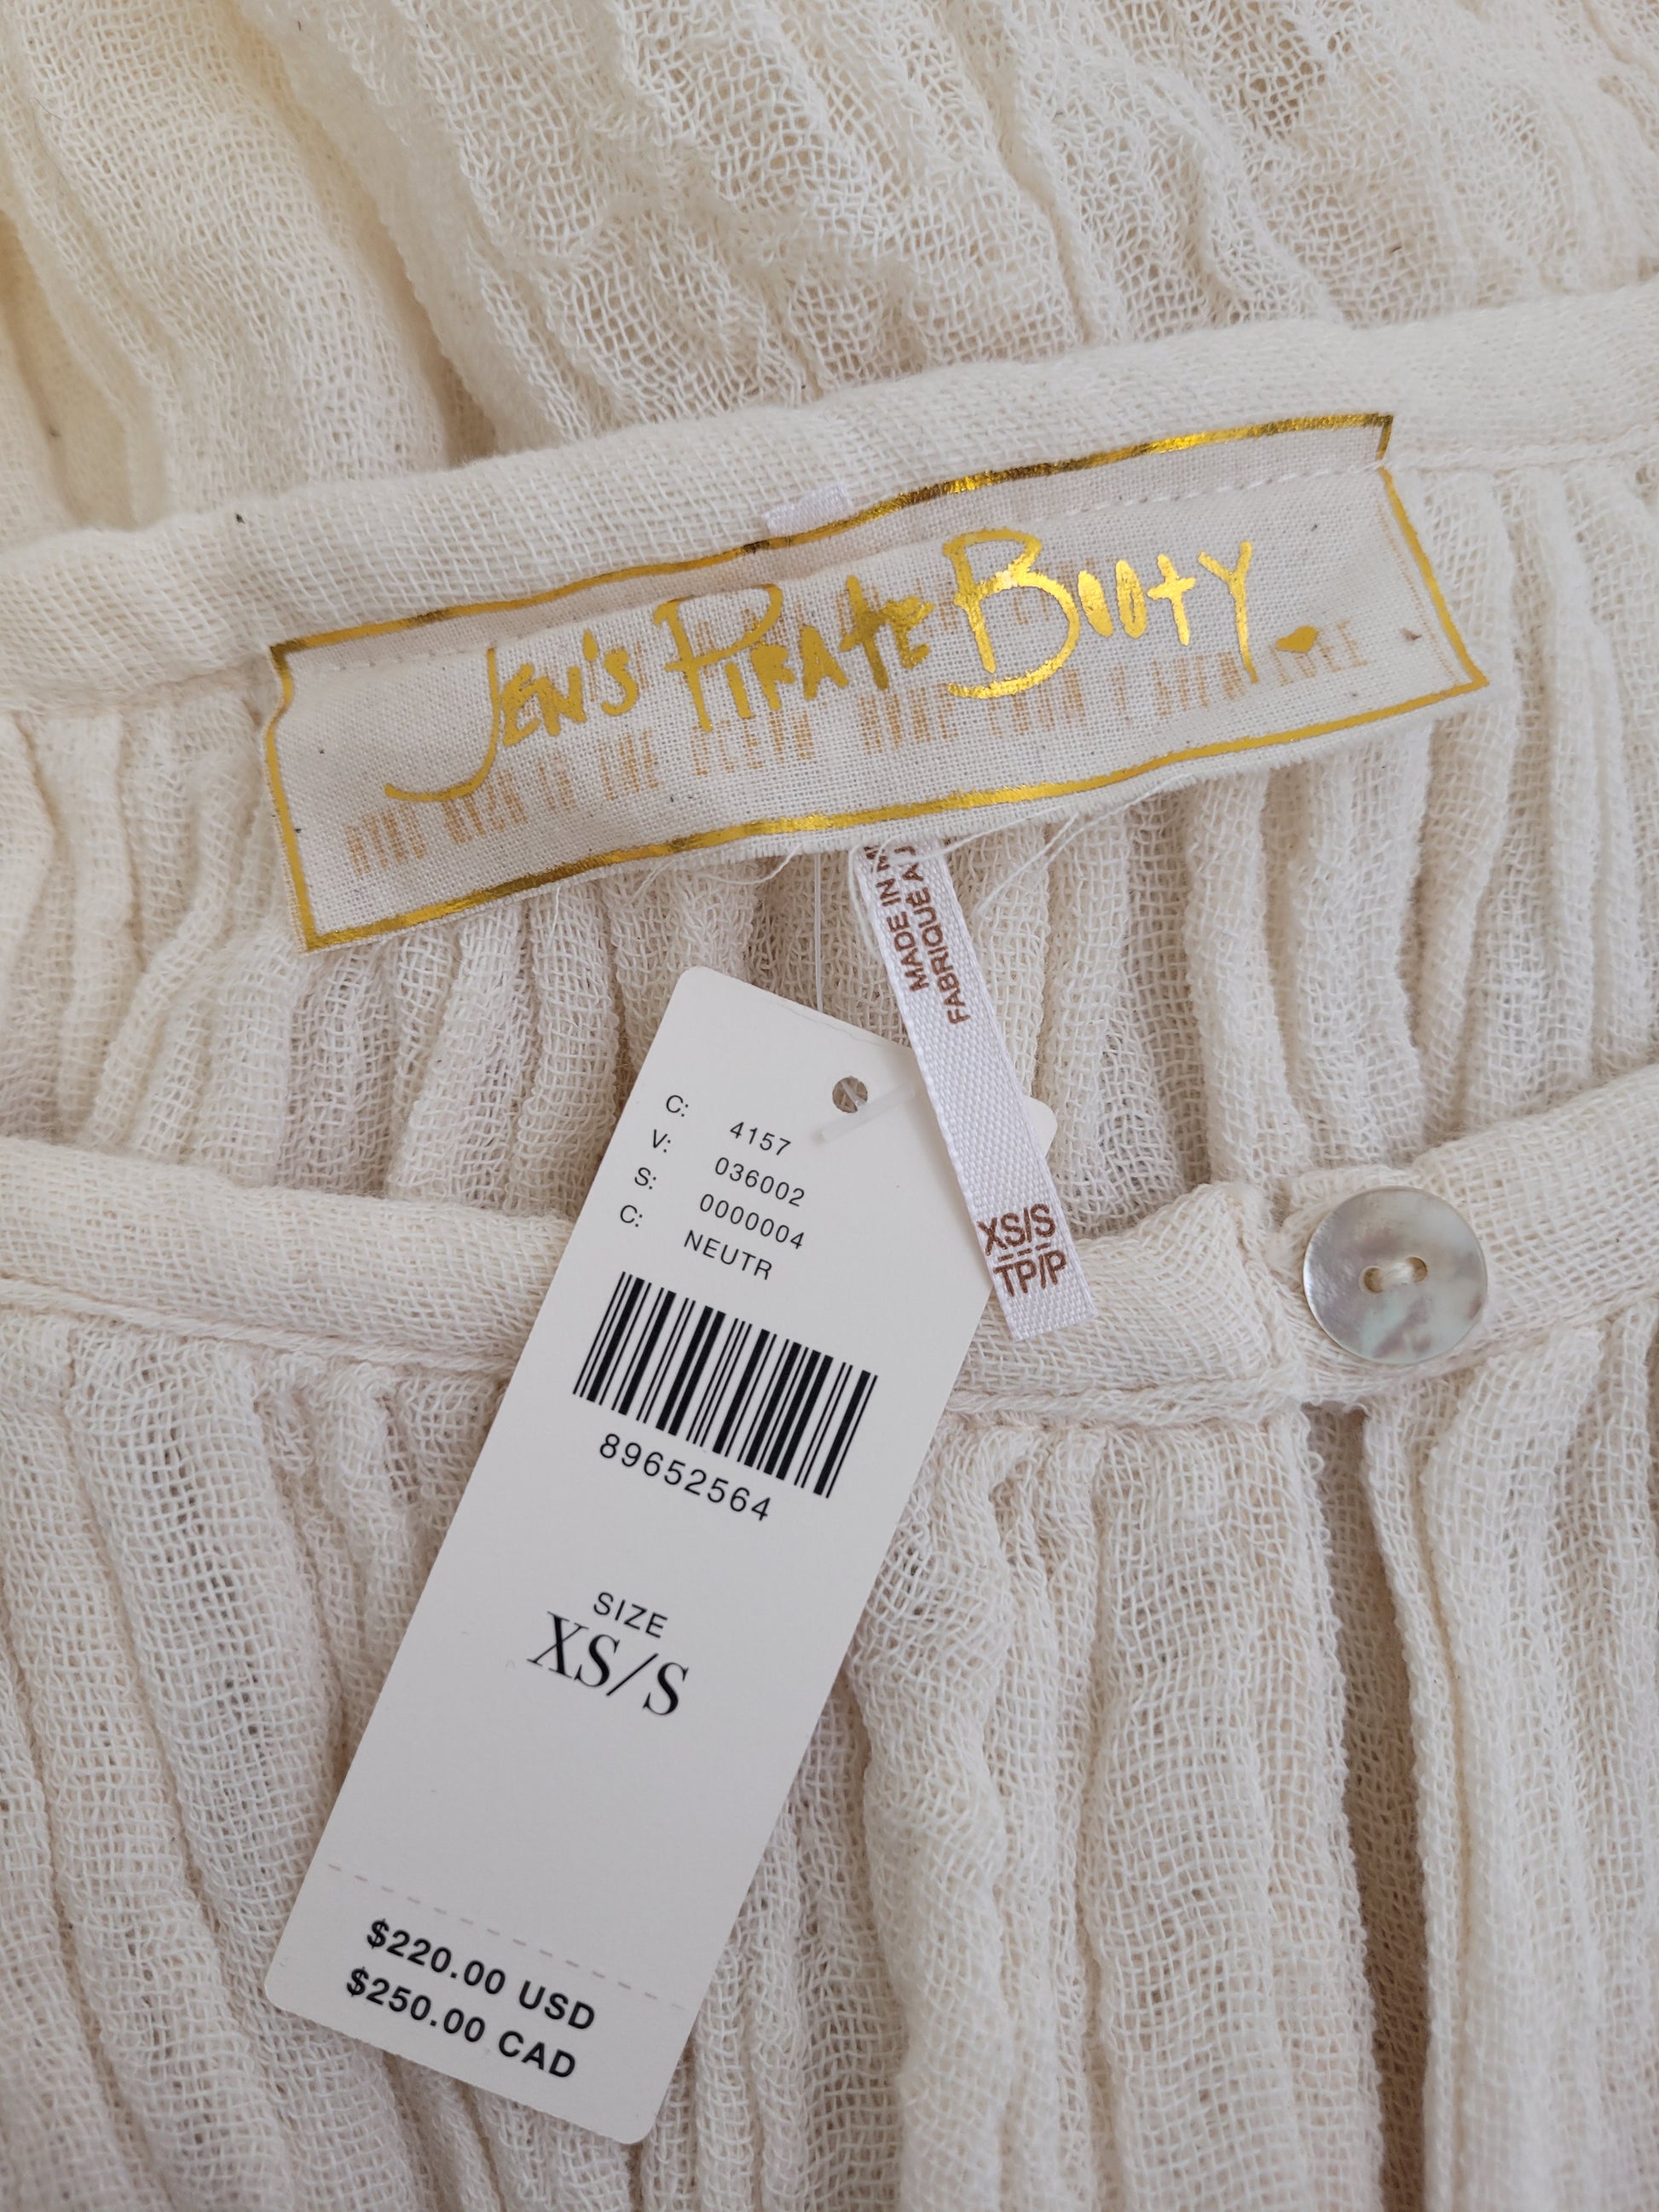 JEN'S PIRATE BOOTY.
MADE IN
FABRIQUÉ À
XS/S
TP/P
C: 4157
V: 036002
S: 0000004
C: NEUTR
89652564
SIZE
XS/S
$220.00 USD
$250.00 CAD